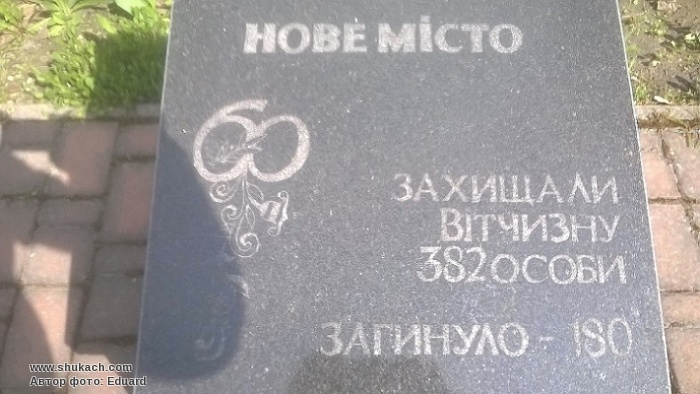 НОВЕ МІСТО
60
ЗАХИЩАЛИ
ВІТЧИЗНУ
382 ОСОБИ
ЗАГИНУЛО - 180
www.shukach.com
Автор фото: Eduard